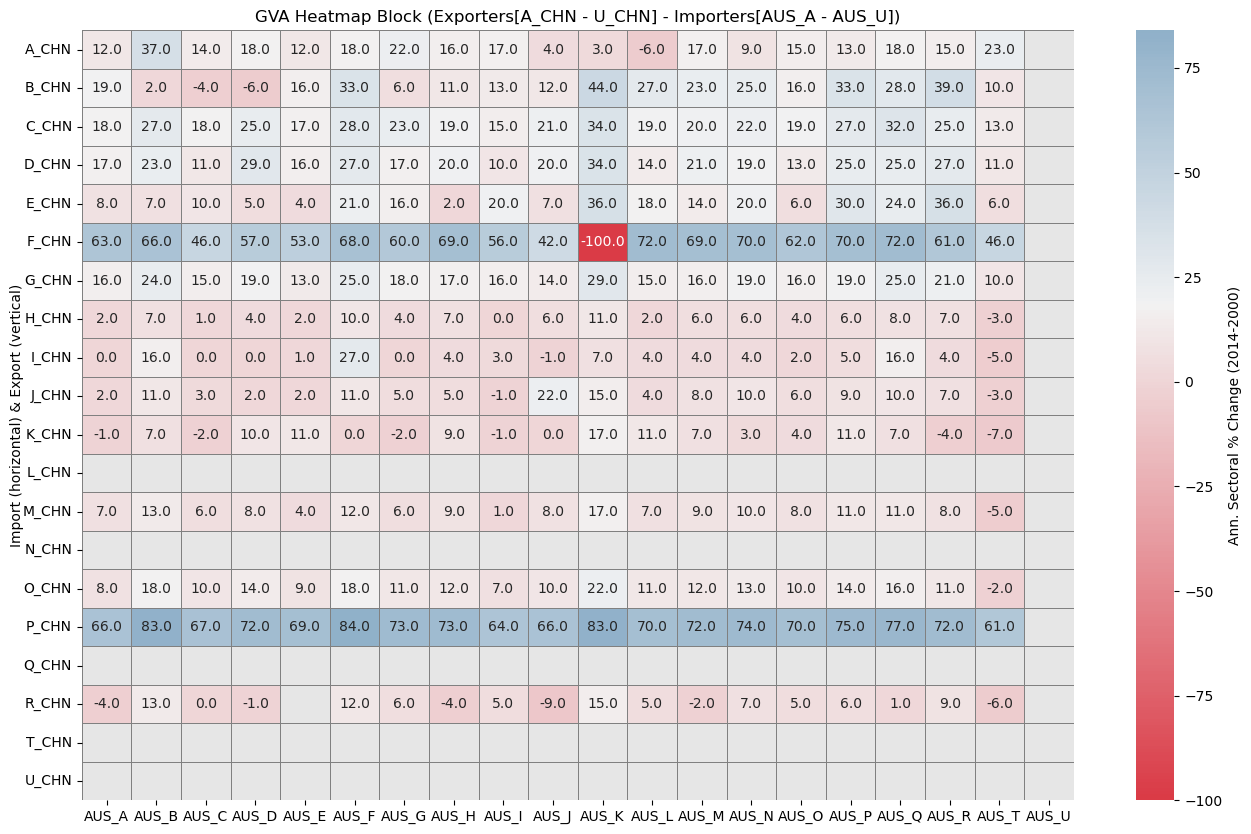 GVA Heatmap Block (Exporters[A_CHN - U_CHN] - Importers[AUS_A - AUS_U])
Import (horizontal) & Export (vertical)
A_CHN 12.0 37.0 14.0 18.0 12.0 18.0 22.0 16.0 17.0 4.0 3.0 -6.0 17.0 9.0 15.0 13.0 18.0 15.0 23.0
B_CHN 19.0 2.0 -4.0 -6.0 16.0 33.0 6.0 11.0 13.0 12.0 44.0 27.0 23.0 25.0 16.0 33.0 28.0 39.0 10.0
C_CHN 18.0 27.0 18.0 25.0 17.0 28.0 23.0 19.0 15.0 21.0 34.0 19.0 20.0 22.0 19.0 27.0 32.0 25.0 13.0
D_CHN 17.0 23.0 11.0 29.0 16.0 27.0 17.0 20.0 10.0 20.0 34.0 14.0 21.0 19.0 13.0 25.0 25.0 27.0 11.0
E_CHN 8.0 7.0 10.0 5.0 4.0 21.0 16.0 2.0 20.0 7.0 36.0 18.0 14.0 20.0 6.0 30.0 24.0 36.0 6.0
F_CHN 63.0 66.0 46.0 57.0 53.0 68.0 60.0 69.0 56.0 42.0 -100.0 72.0 69.0 70.0 62.0 70.0 72.0 61.0 46.0
G_CHN 16.0 24.0 15.0 19.0 13.0 25.0 18.0 17.0 16.0 14.0 29.0 15.0 16.0 19.0 16.0 19.0 25.0 21.0 10.0
H_CHN 2.0 7.0 1.0 4.0 2.0 10.0 4.0 7.0 0.0 6.0 11.0 2.0 6.0 6.0 4.0 6.0 8.0 7.0 -3.0
I_CHN 0.0 16.0 0.0 0.0 1.0 27.0 0.0 4.0 3.0 -1.0 7.0 4.0 4.0 4.0 2.0 5.0 16.0 4.0 -5.0
J_CHN 2.0 11.0 3.0 2.0 2.0 11.0 5.0 5.0 -1.0 22.0 15.0 4.0 8.0 10.0 6.0 9.0 10.0 7.0 -3.0
K_CHN -1.0 7.0 -2.0 10.0 11.0 0.0 -2.0 9.0 -1.0 0.0 17.0 11.0 7.0 3.0 4.0 11.0 7.0 -4.0 -7.0
L_CHN
M_CHN 7.0 13.0 6.0 8.0 4.0 12.0 6.0 9.0 1.0 8.0 17.0 7.0 9.0 10.0 8.0 11.0 11.0 8.0 -5.0
N_CHN
O_CHN 8.0 18.0 10.0 14.0 9.0 18.0 11.0 12.0 7.0 10.0 22.0 11.0 12.0 13.0 10.0 14.0 16.0 11.0 -2.0
P_CHN 66.0 83.0 67.0 72.0 69.0 84.0 73.0 73.0 64.0 66.0 83.0 70.0 72.0 74.0 70.0 75.0 77.0 72.0 61.0
Q_CHN
R_CHN -4.0 13.0 0.0 -1.0 12.0 6.0 -4.0 5.0 -9.0 15.0 5.0 -2.0 7.0 5.0 6.0 1.0 9.0 -6.0
T_CHN
U_CHN
AUS_A AUS_B AUS_C AUS_D AUS_E AUS_F AUS_G AUS_H AUS_I AUS_J AUS_K AUS_L AUS_M AUS_N AUS_O AUS_P AUS_Q AUS_R AUS_T AUS_U
75
50
25
0
−25
−50
−75
−100
Ann. Sectoral % Change (2014-2000)